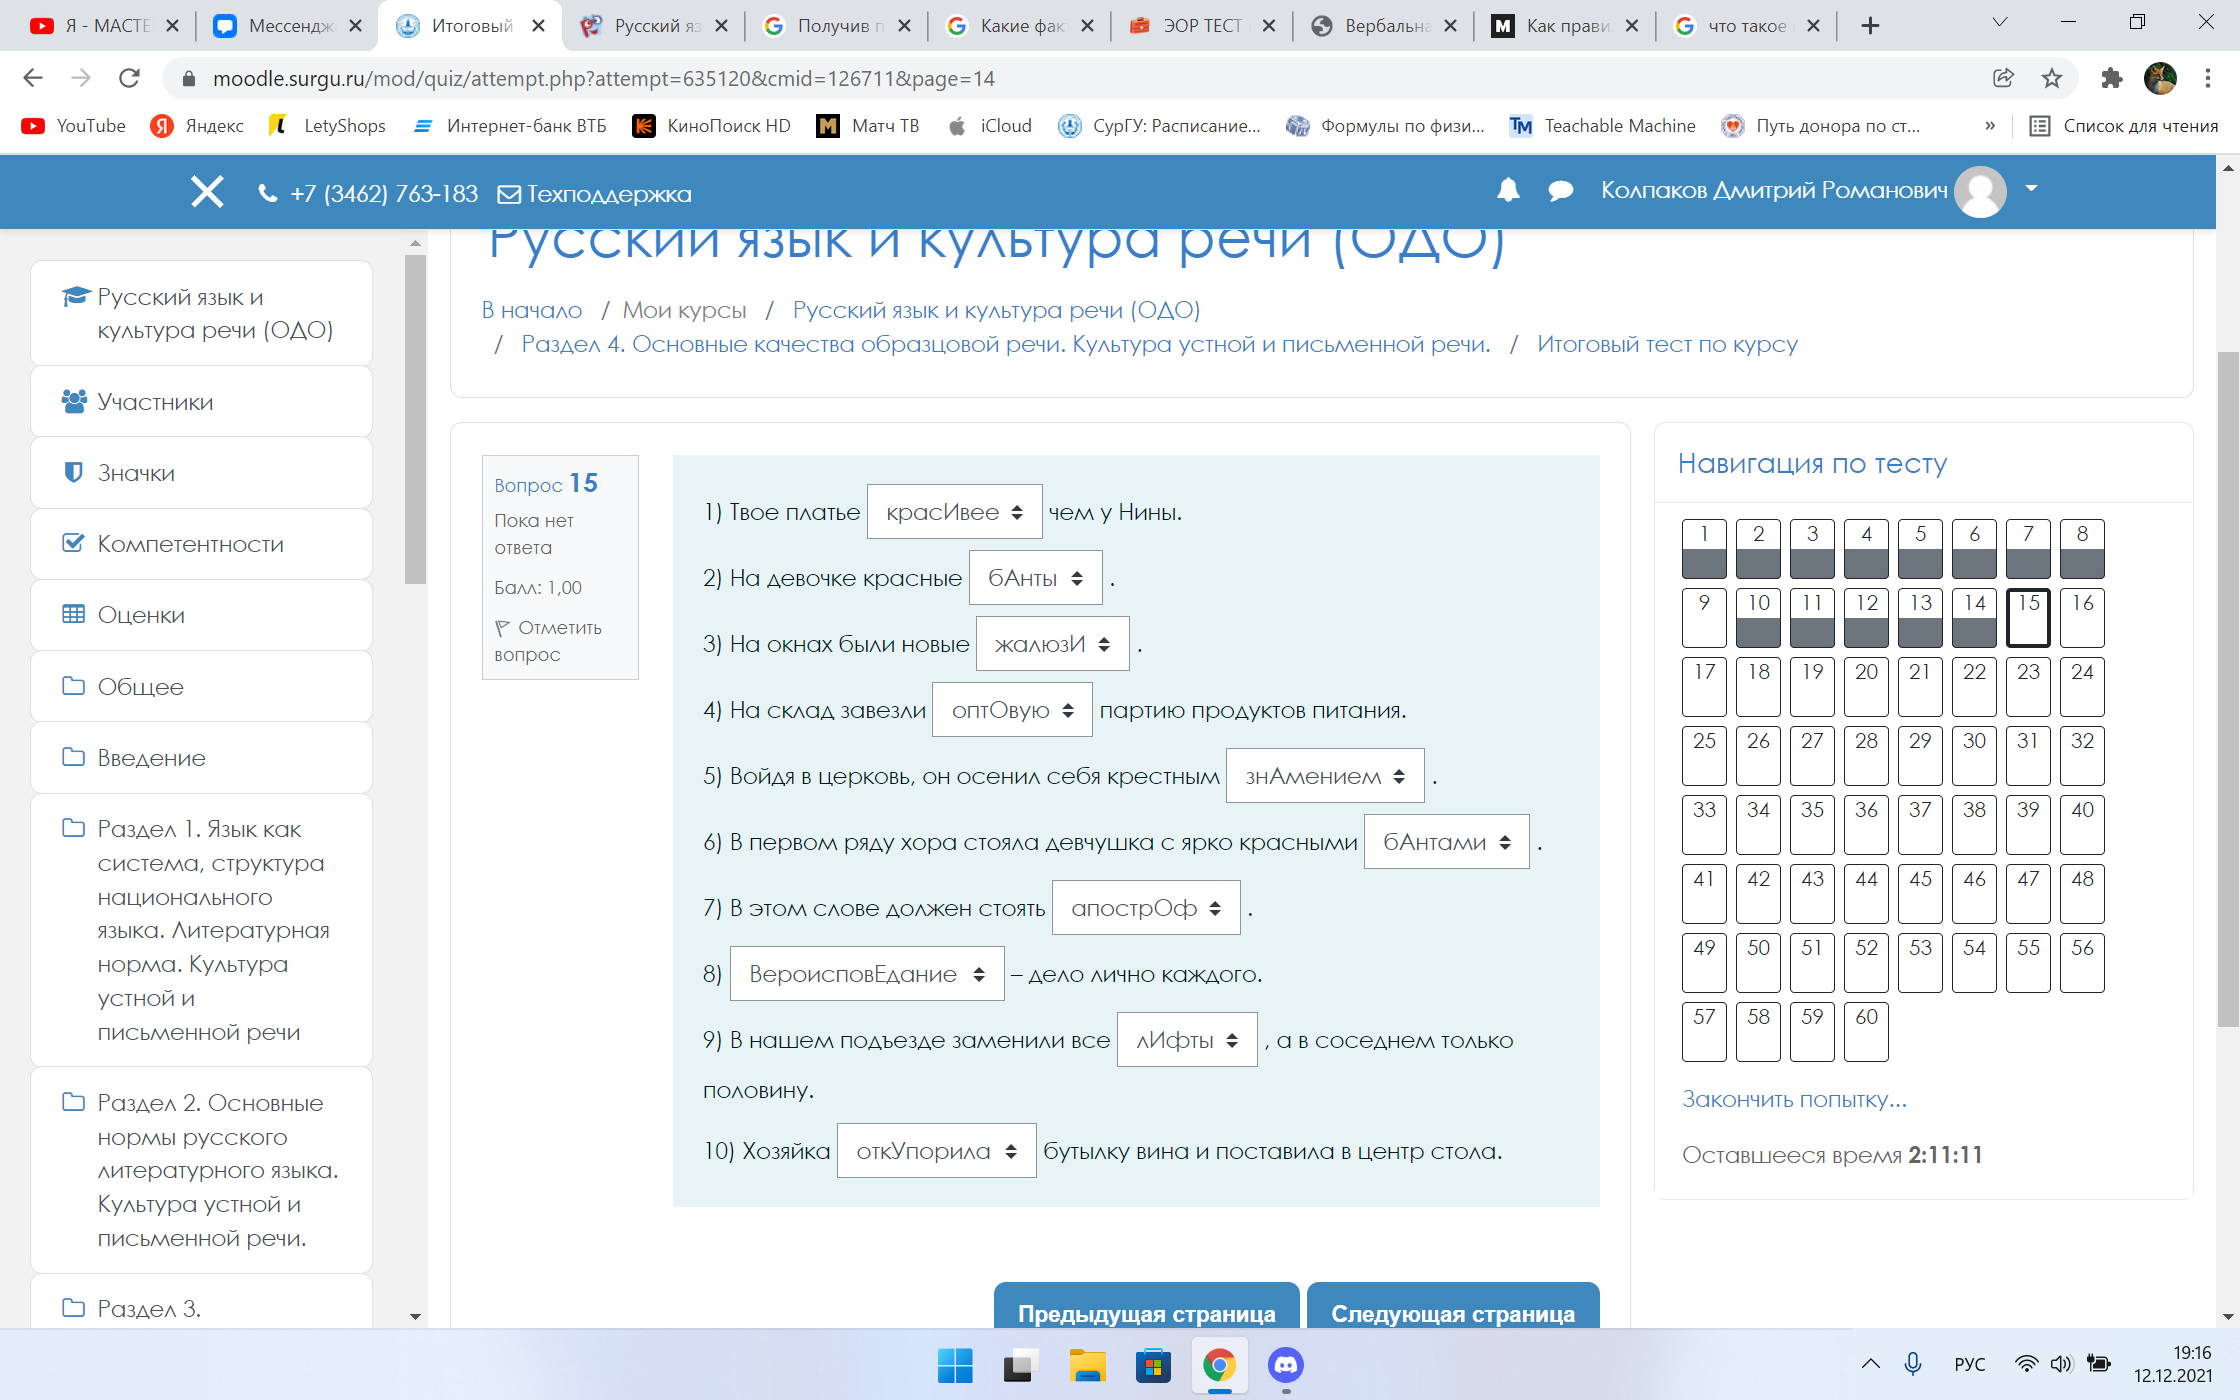 Я - МАСТЕ
Мессендж
Итоговый
Русский яз
Получив п
Какие фак
ЭОР ТЕСТ
Вербальна
Как прави
что такое
moodle.surgu.ru/mod/quiz/attempt.php?attempt=635120&cmid=126711&page=14
YouTube
Яндекс
LetyShops
Интернет-банк ВТБ
КиноПоиск HD
Матч ТВ
iCloud
СурГУ: Расписание...
Формулы по физи...
Teachable Machine
Путь донора по ст...
»
Список для чтения
+7 (3462) 763-183
Техподдержка
Колпаков Дмитрий Романович
Русский язык и культура речи (ОДО)
В начало / Мои курсы / Русский язык и культура речи (ОДО)
/ Раздел 4. Основные качества образцовой речи. Культура устной и письменной речи. / Итоговый тест по курсу
Русский язык и
культура речи (ОДО)
Участники
Значки
Компетентности
Оценки
Общее
Введение
Раздел 1. Язык как
система, структура
национального
языка. Литературная
норма. Культура
устной и
письменной речи
Раздел 2. Основные
нормы русского
литературного языка.
Культура устной и
письменной речи.
Раздел 3.
Вопрос 15
Пока нет
ответа
Балл: 1,00
Отметить
вопрос
1) Твое платье красИвее чем у Нины.
2) На девочке красные бАнты .
3) На окнах были новые жалюзИ .
4) На склад завезли оптОвую партию продуктов питания.
5) Войдя в церковь, он осенил себя крестным знАмением .
6) В первом ряду хора стояла девчушка с ярко красными бАнтами .
7) В этом слове должен стоять апострОф .
8) ВероисповЕдание – дело лично каждого.
9) В нашем подъезде заменили все лИфты , а в соседнем только
половину.
10) Хозяйка откУпорила бутылку вина и поставила в центр стола.
Предыдущая страница
Следующая страница
Навигация по тесту
1 2 3 4 5 6 7 8
9 10 11 12 13 14 15 16
17 18 19 20 21 22 23 24
25 26 27 28 29 30 31 32
33 34 35 36 37 38 39 40
41 42 43 44 45 46 47 48
49 50 51 52 53 54 55 56
57 58 59 60
Закончить попытку...
Оставшееся время 2:11:11
РУС
19:16
12.12.2021